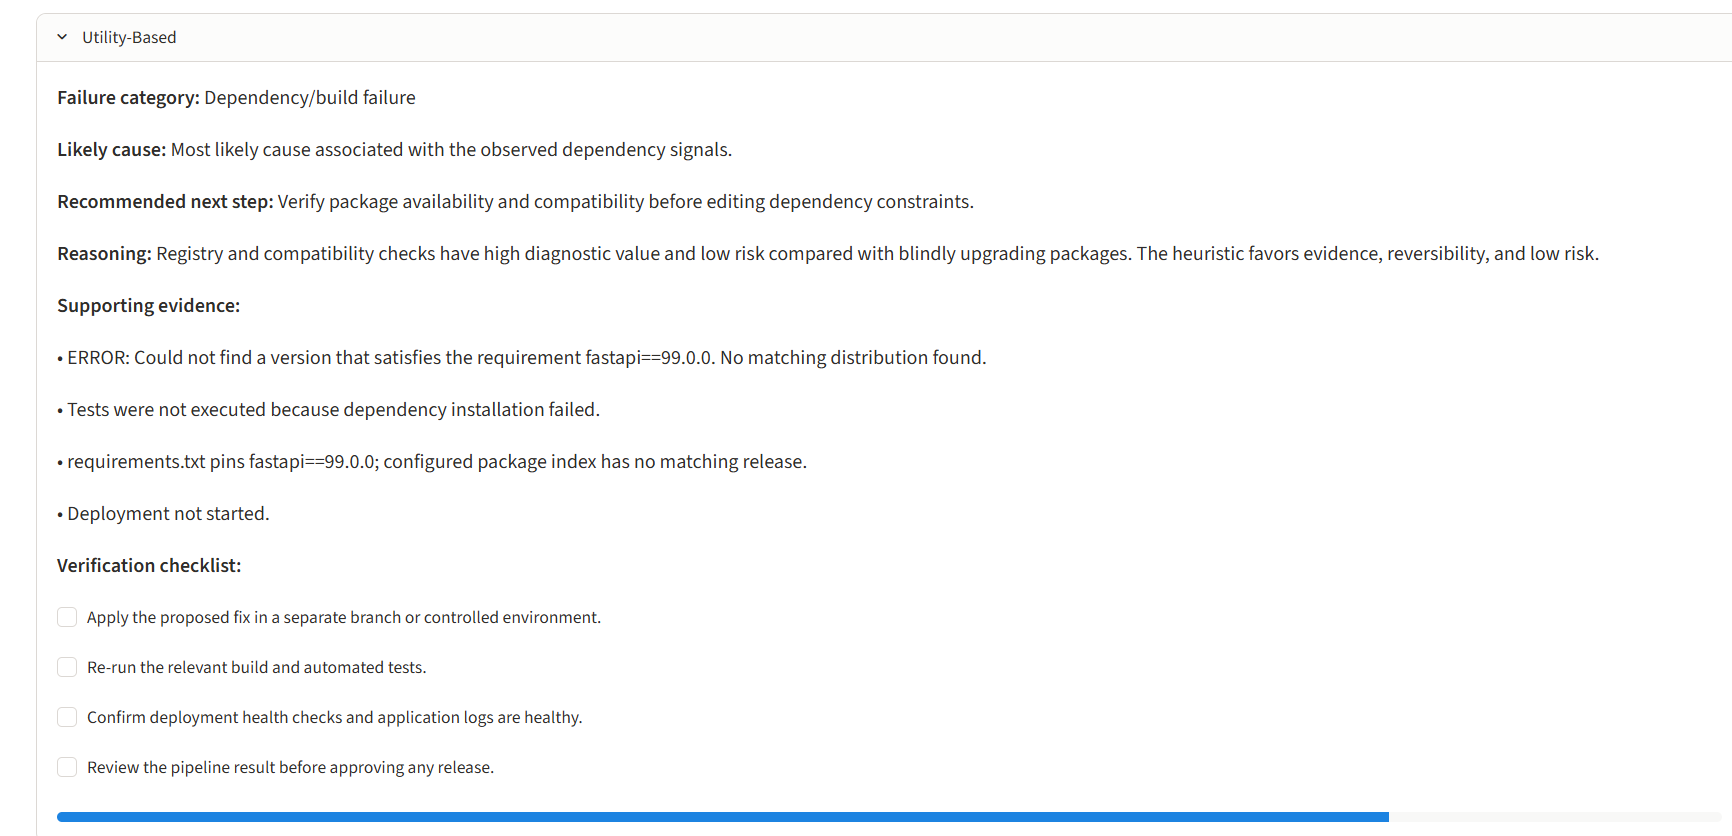 Utility-Based
Failure category: Dependency/build failure
Likely cause: Most likely cause associated with the observed dependency signals.
Recommended next step: Verify package availability and compatibility before editing dependency constraints.
Reasoning: Registry and compatibility checks have high diagnostic value and low risk compared with blindly upgrading packages. The heuristic favors evidence, reversibility, and low risk.
Supporting evidence:
• ERROR: Could not find a version that satisfies the requirement fastapi==99.0.0. No matching distribution found.
• Tests were not executed because dependency installation failed.
• requirements.txt pins fastapi==99.0.0; configured package index has no matching release.
• Deployment not started.
Verification checklist:
Apply the proposed fix in a separate branch or controlled environment.
Re-run the relevant build and automated tests.
Confirm deployment health checks and application logs are healthy.
Review the pipeline result before approving any release.